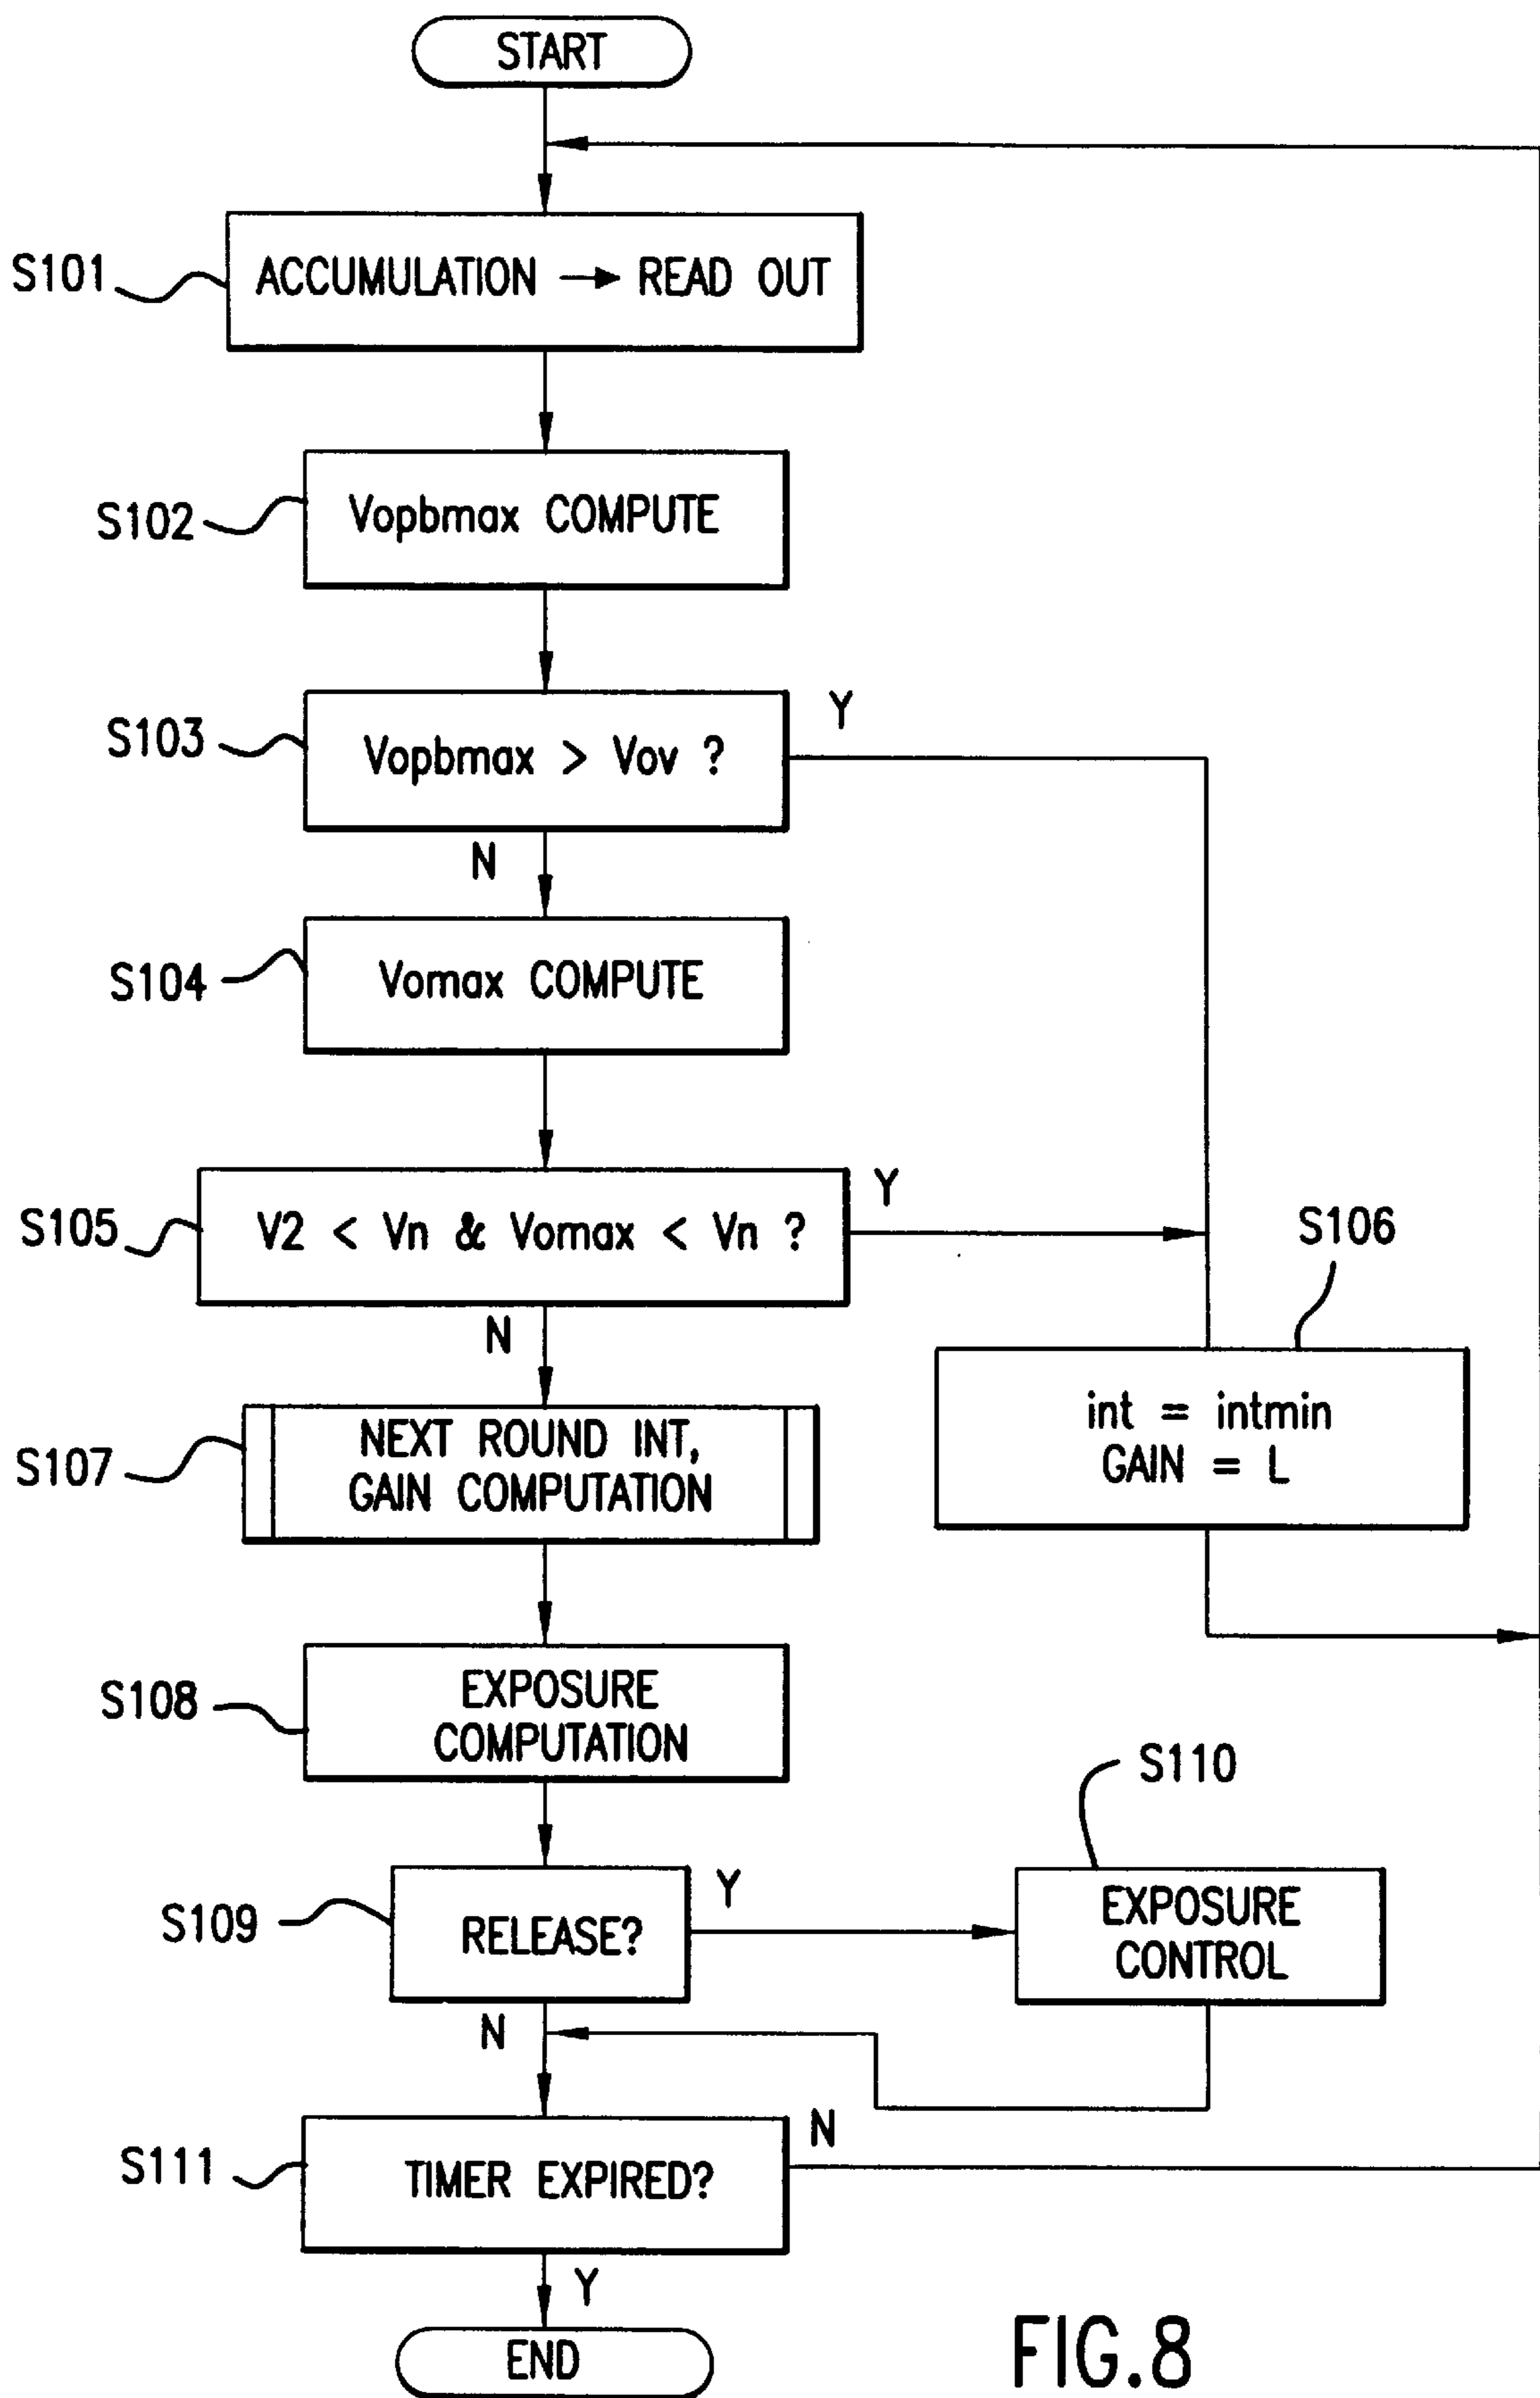 START
S101
ACCUMULATION → READ OUT
S102
Vopbmax COMPUTE
S103
Vopbmax > Vov ?
Y
N
S104
Vomax COMPUTE
S105
V2 < Vn & Vomax < Vn ?
Y
N
S106
int = intmin
GAIN = L
S107
NEXT ROUND INT,
GAIN COMPUTATION
S108
EXPOSURE
COMPUTATION
S109
RELEASE?
Y
N
S110
EXPOSURE
CONTROL
S111
TIMER EXPIRED?
N
Y
END
FIG.8